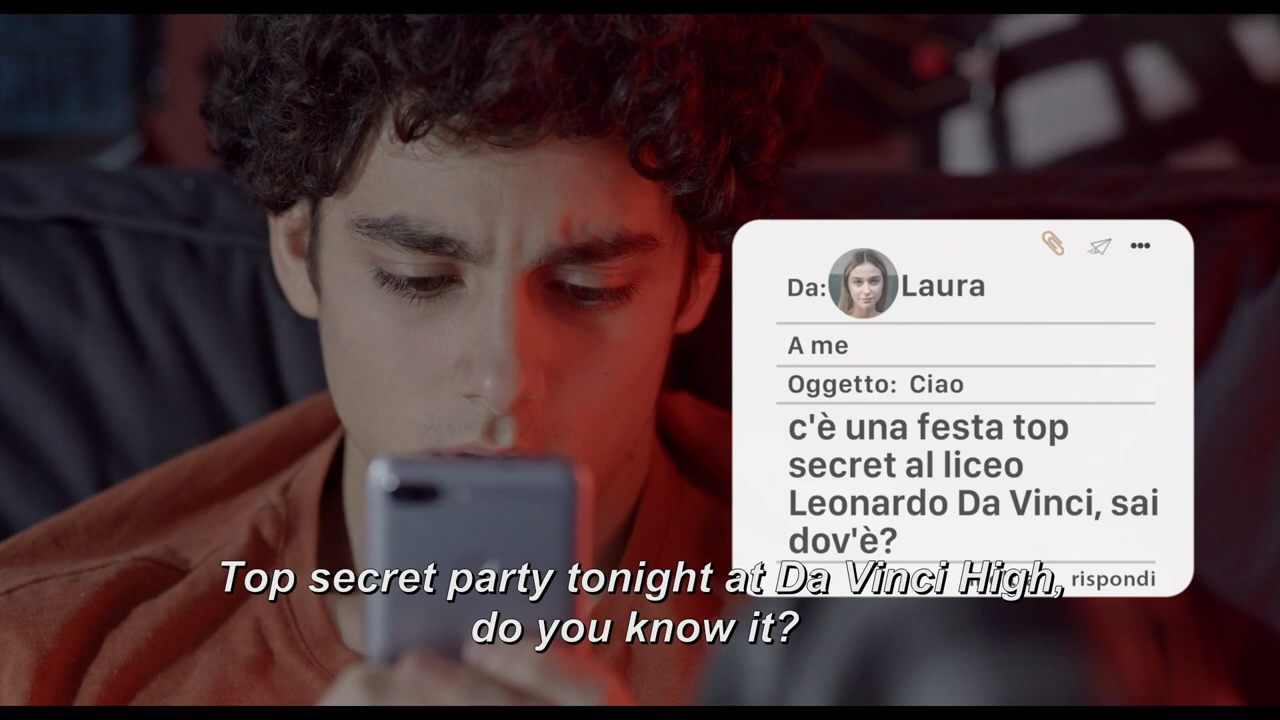 Da: Laura
A me
Oggetto: Ciao
c'è una festa top
secret al liceo
Leonardo Da Vinci, sai
dov'è?
rispondi
Top secret party tonight at Da Vinci High,
do you know it?